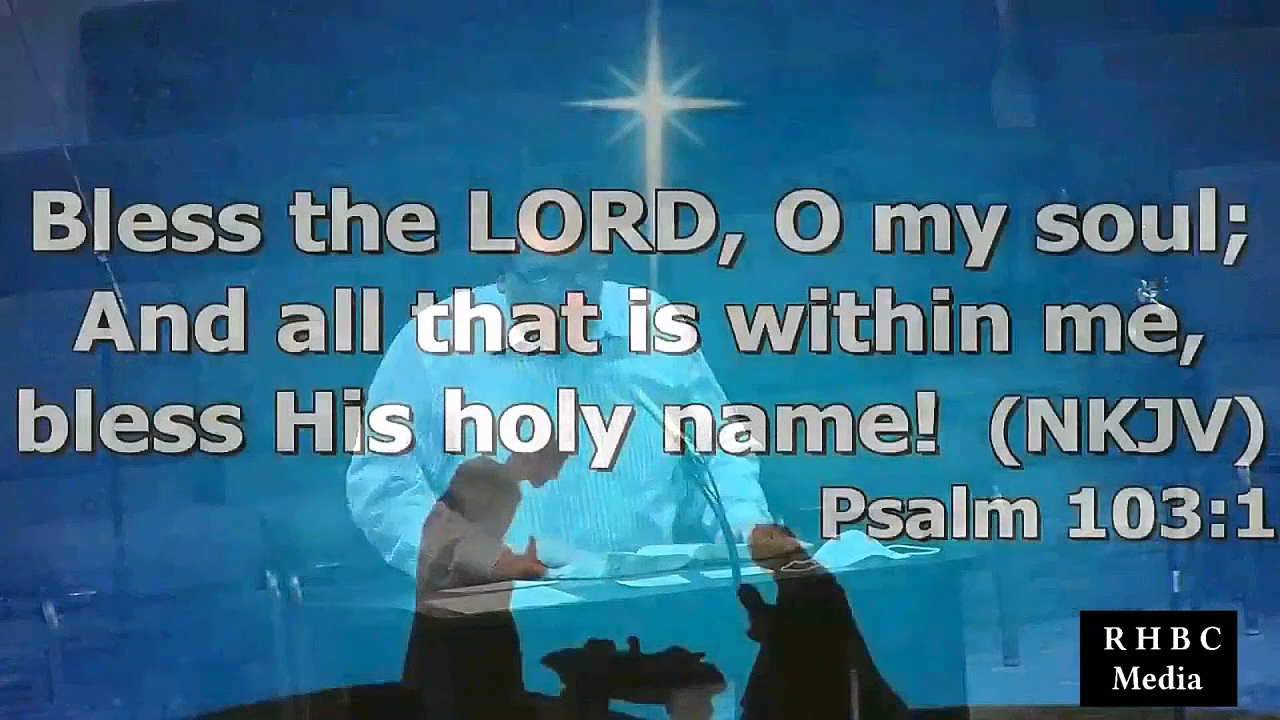 Bless the LORD, O my soul;
And all that is within me,
bless His holy name! (NKJV)
Psalm 103:1
R H B C
Media